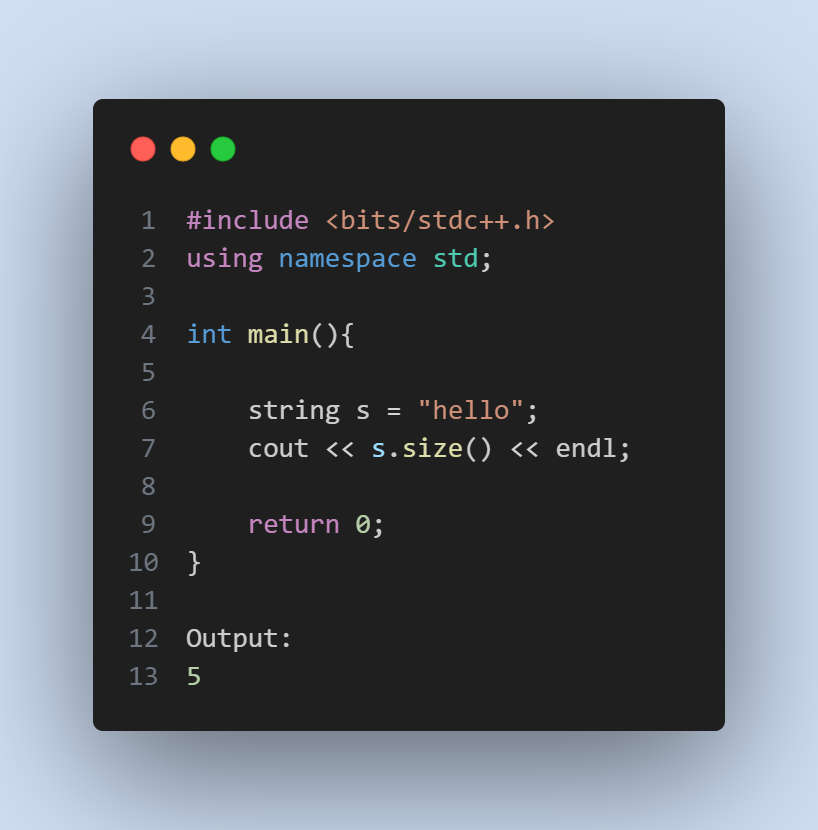 1 #include <bits/stdc++.h>
2 using namespace std;
3
4 int main(){
5
6     string s = "hello";
7     cout << s.size() << endl;
8
9     return 0;
10 }
11
12 Output:
13 5